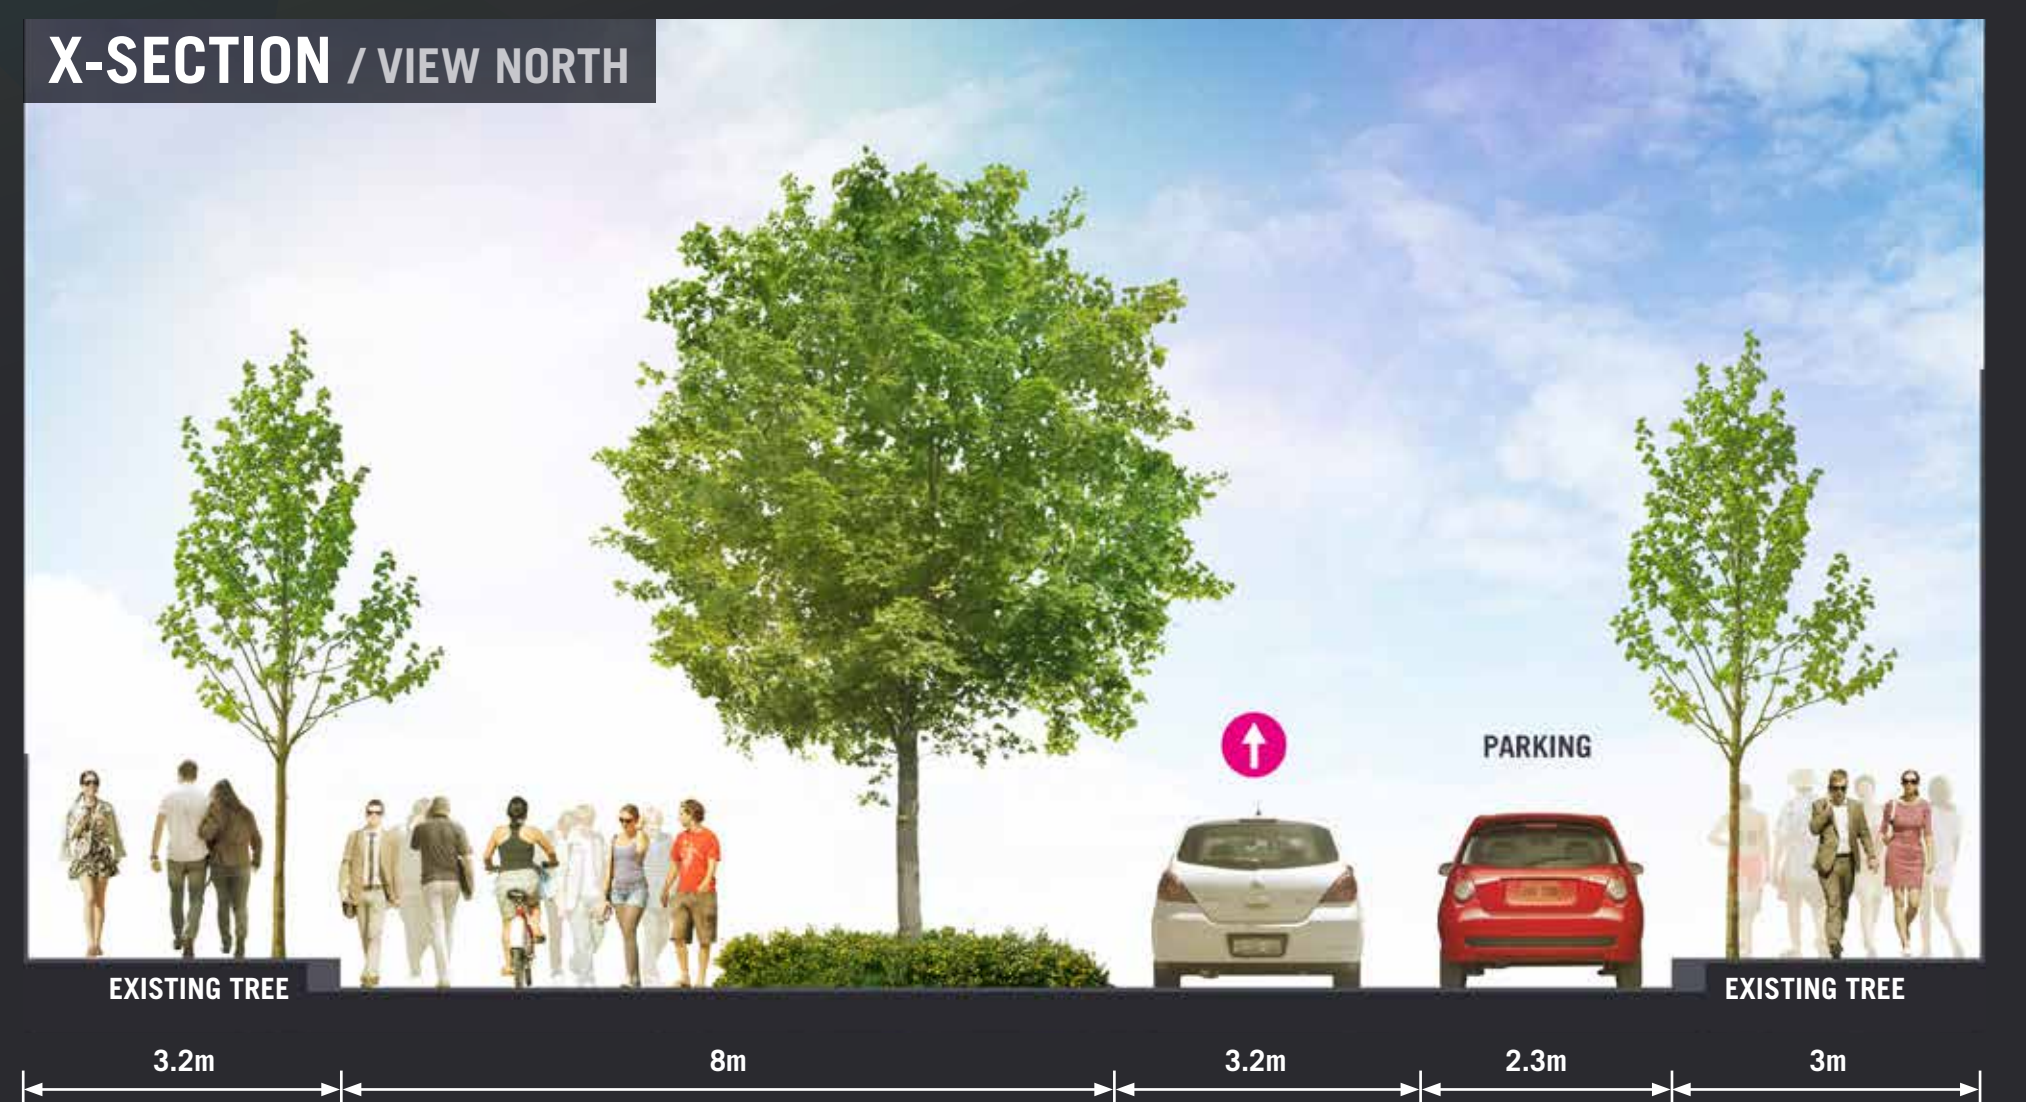 X-SECTION / VIEW NORTH
PARKING
EXISTING TREE
EXISTING TREE
3.2m
8m
3.2m
2.3m
3m